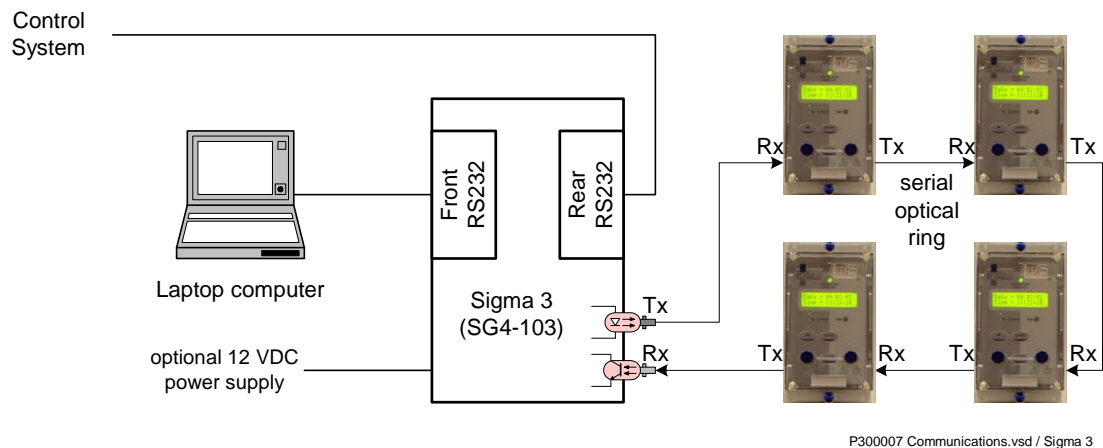 Control
System
Front
RS232
Rear
RS232
Laptop computer
Sigma 3
(SG4-103)
Tx
Rx
optional 12 VDC
power supply
Rx
Tx
Rx
Tx
serial
optical
ring
Tx
Rx
Tx
Rx
P300007 Communications.vsd / Sigma 3